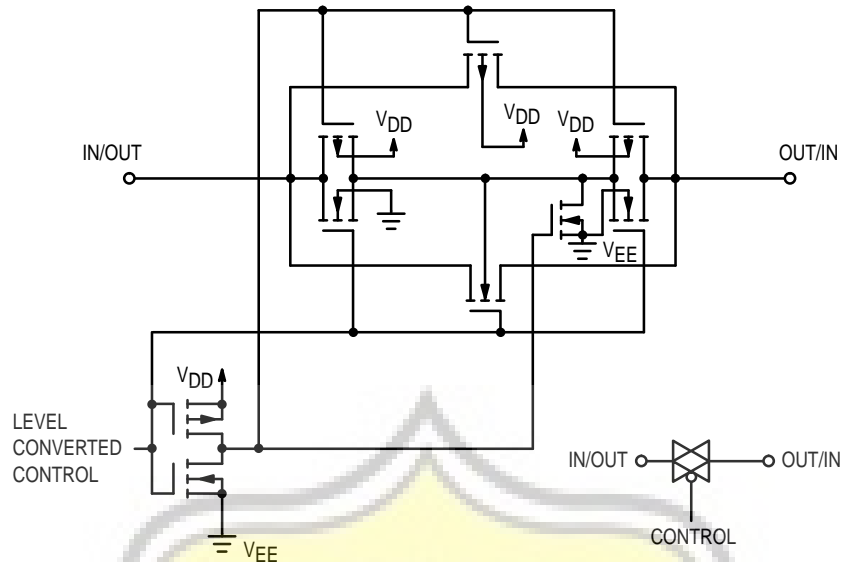 VDD
VDD
VDD
IN/OUT
OUT/IN
VEE
VDD
LEVEL
CONVERTED
CONTROL
IN/OUT
OUT/IN
CONTROL
VEE